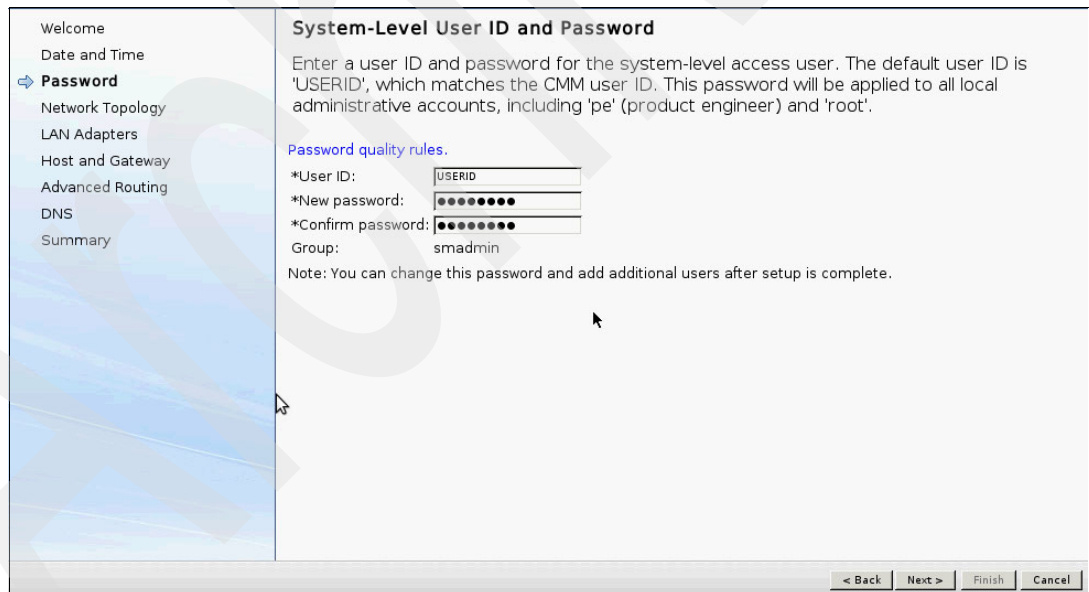 Welcome
Date and Time
Password
Network Topology
LAN Adapters
Host and Gateway
Advanced Routing
DNS
Summary
System-Level User ID and Password
Enter a user ID and password for the system-level access user. The default user ID is
'USERID', which matches the CMM user ID. This password will be applied to all local
administrative accounts, including 'pe' (product engineer) and 'root'.
Password quality rules.
*User ID: USERID
*New password: ●●●●●●●●
*Confirm password: ●●●●●●●●
Group: smadmin
Note: You can change this password and add additional users after setup is complete.
< Back Next > Finish Cancel